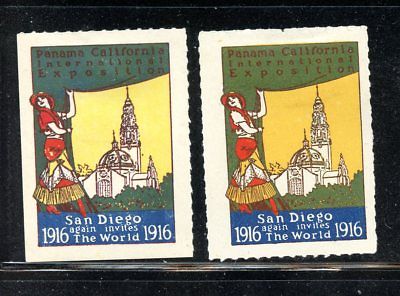 Panama California
International
Exposition
San Diego
1916 again invites 1916
The World
Panama California
International
Exposition
San Diego
1916 again invites 1916
The World